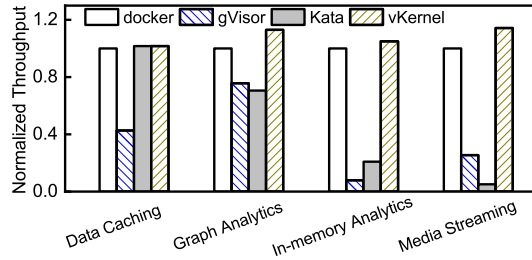 docker gVisor Kata vKernel
Normalized Throughput
1.2
0.8
0.4
0.0
Data Caching
Graph Analytics
In-memory Analytics
Media Streaming